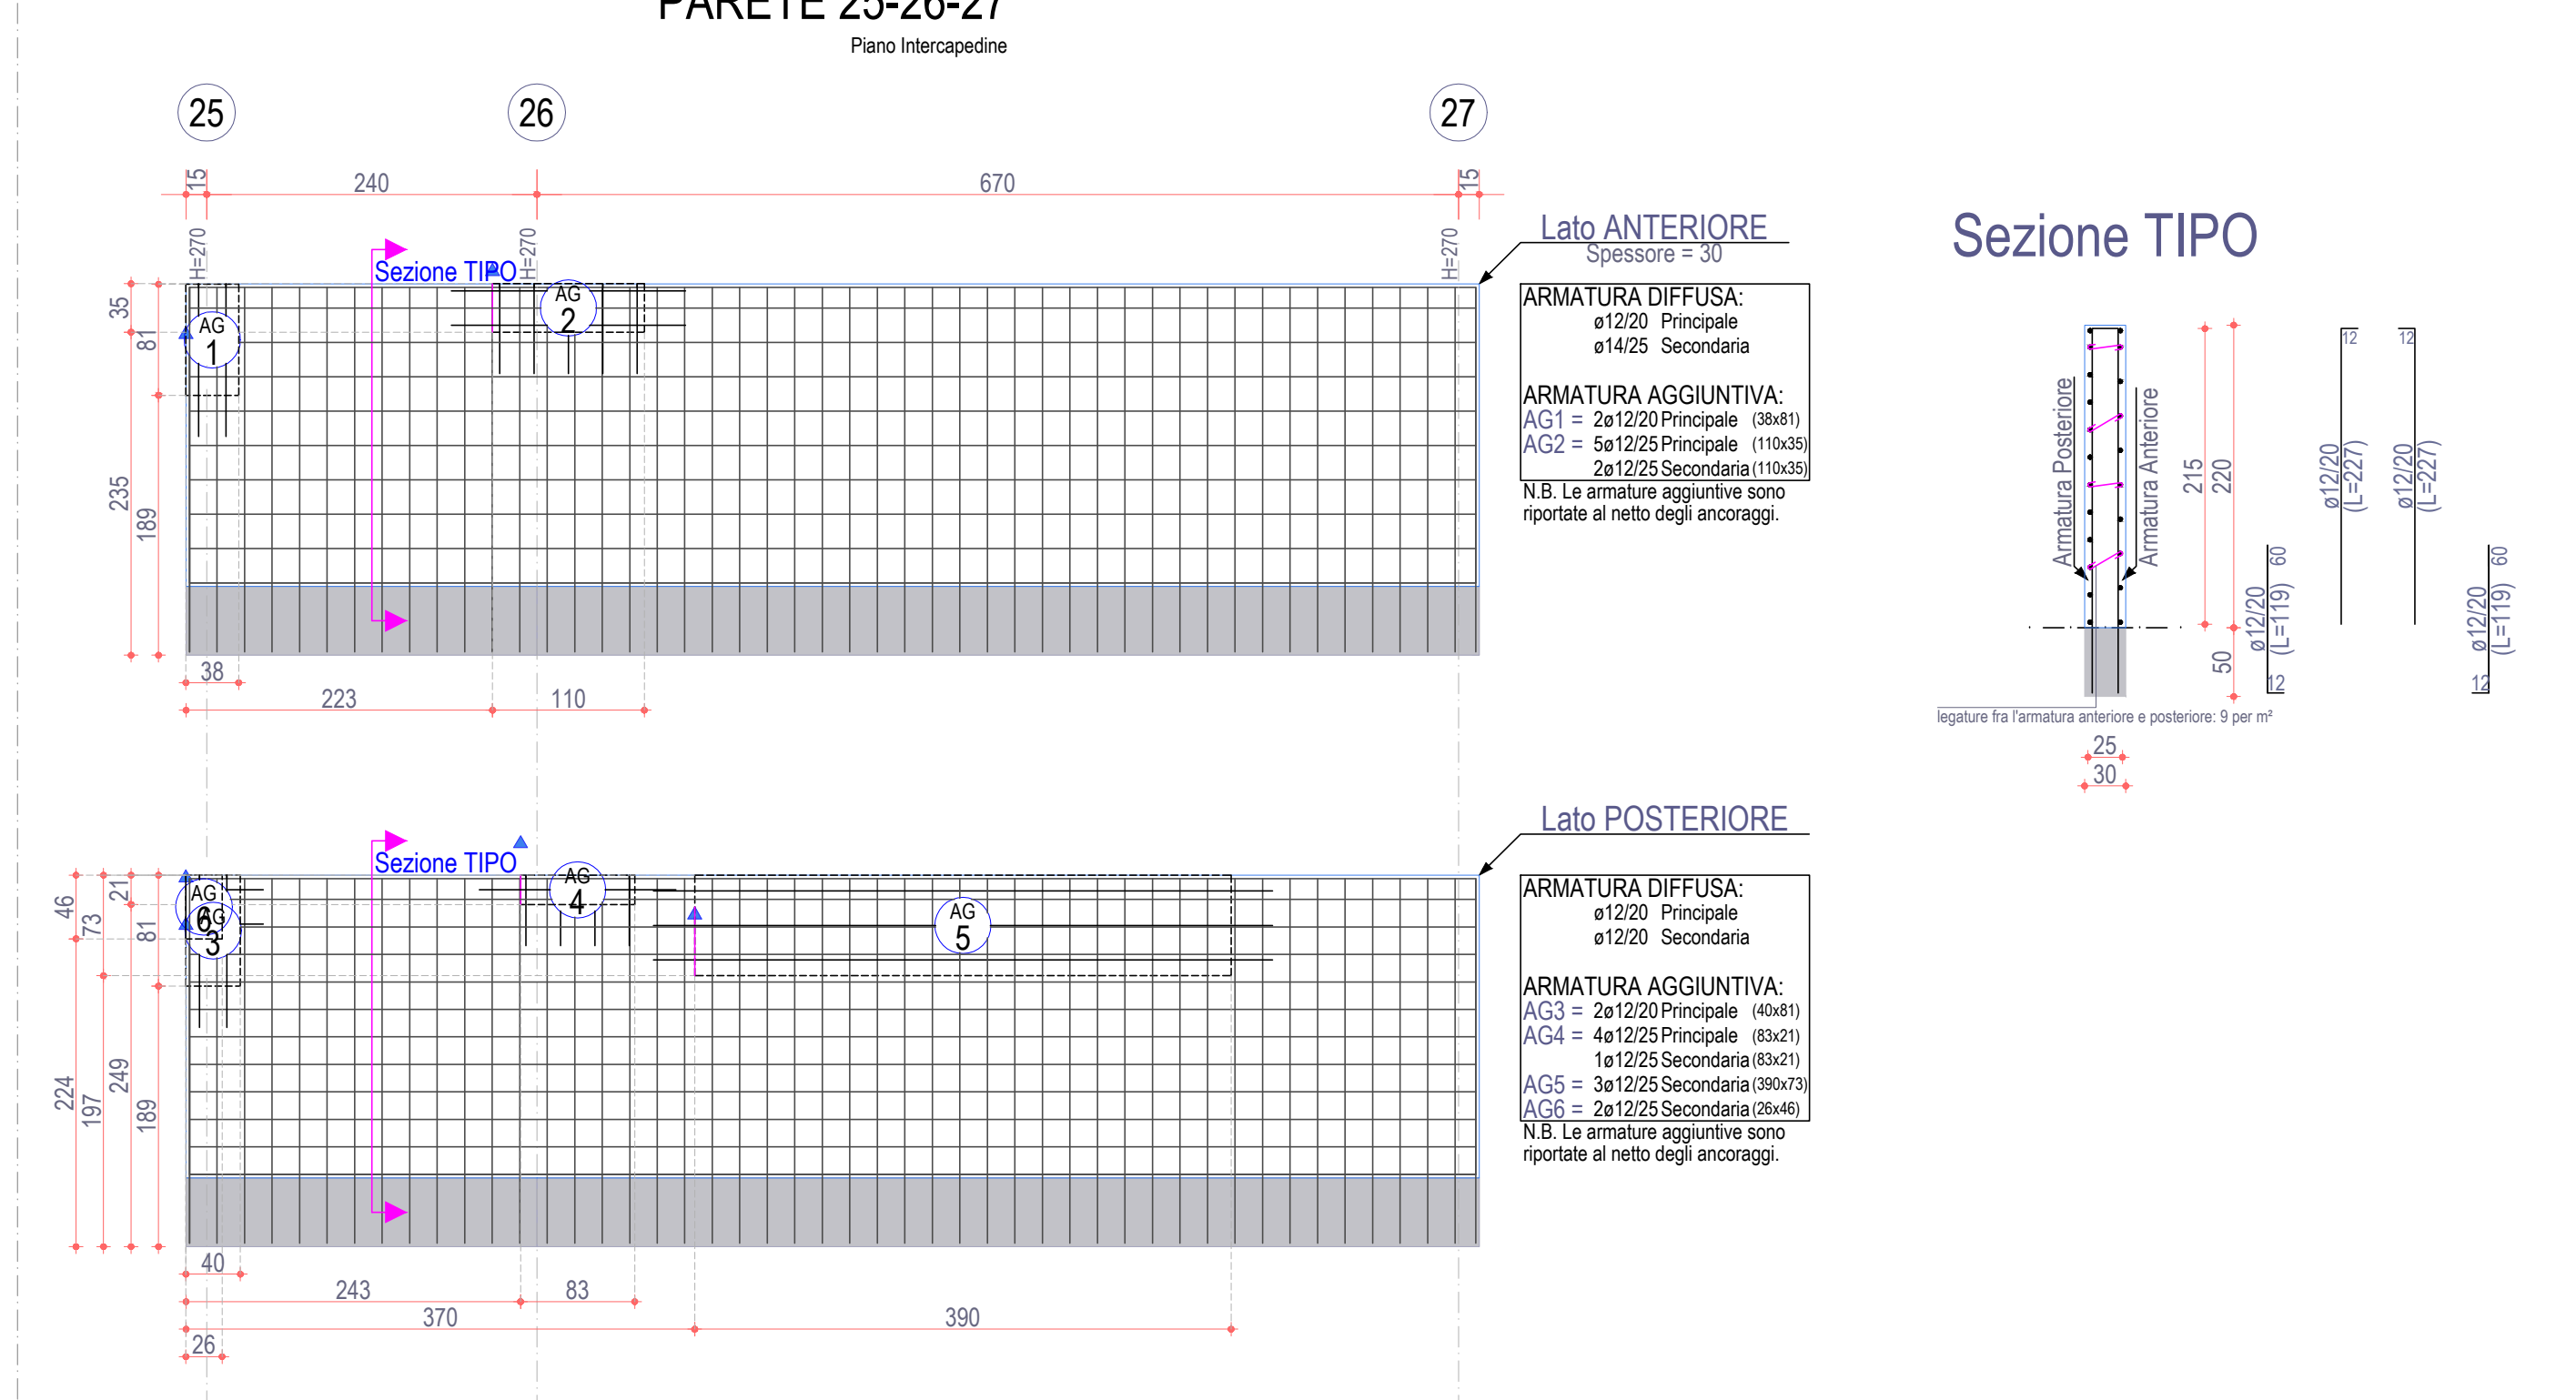 PARETE 25-26-27
Piano Intercapedine
25
26
27
15
240
670
15
H=270
H=270
H=270
Sezione TIPO
AG
1
AG
2
35
81
235
189
38
223
110
Lato ANTERIORE
Spessore = 30
ARMATURA DIFFUSA:
ø12/20 Principale
ø14/25 Secondaria
ARMATURA AGGIUNTIVA:
AG1 = 2ø12/20 Principale (38x81)
AG2 = 5ø12/25 Principale (110x35)
2ø12/25 Secondaria (110x35)
N.B. Le armature aggiuntive sono
riportate al netto degli ancoraggi.
Sezione TIPO
Armatura Posteriore
Armatura Anteriore
215
220
50
ø12/20
(L=119)
60
12
ø12/20
(L=227)
12
ø12/20
(L=227)
12
ø12/20
(L=119)
60
12
legature fra l'armatura anteriore e posteriore: 9 per m²
25
30
Sezione TIPO
AG
6
AG
3
AG
4
AG
5
46
73
21
81
224
197
249
189
40
243
83
370
390
26
Lato POSTERIORE
ARMATURA DIFFUSA:
ø12/20 Principale
ø12/20 Secondaria
ARMATURA AGGIUNTIVA:
AG3 = 2ø12/20 Principale (40x81)
AG4 = 4ø12/25 Principale (83x21)
1ø12/25 Secondaria (83x21)
AG5 = 3ø12/25 Secondaria (390x73)
AG6 = 2ø12/25 Secondaria (26x46)
N.B. Le armature aggiuntive sono
riportate al netto degli ancoraggi.